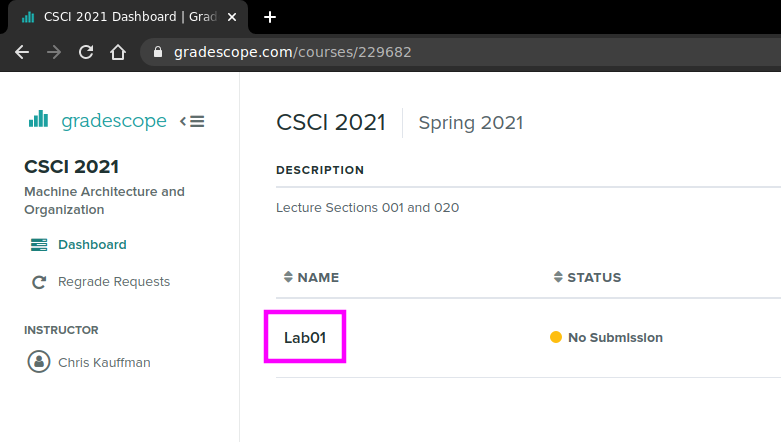 CSCI 2021 Dashboard | Grad
gradescope.com/courses/229682
gradescope
CSCI 2021
Machine Architecture and
Organization
Dashboard
Regrade Requests
INSTRUCTOR
Chris Kauffman
CSCI 2021 Spring 2021
DESCRIPTION
Lecture Sections 001 and 020
NAME STATUS
Lab01 No Submission